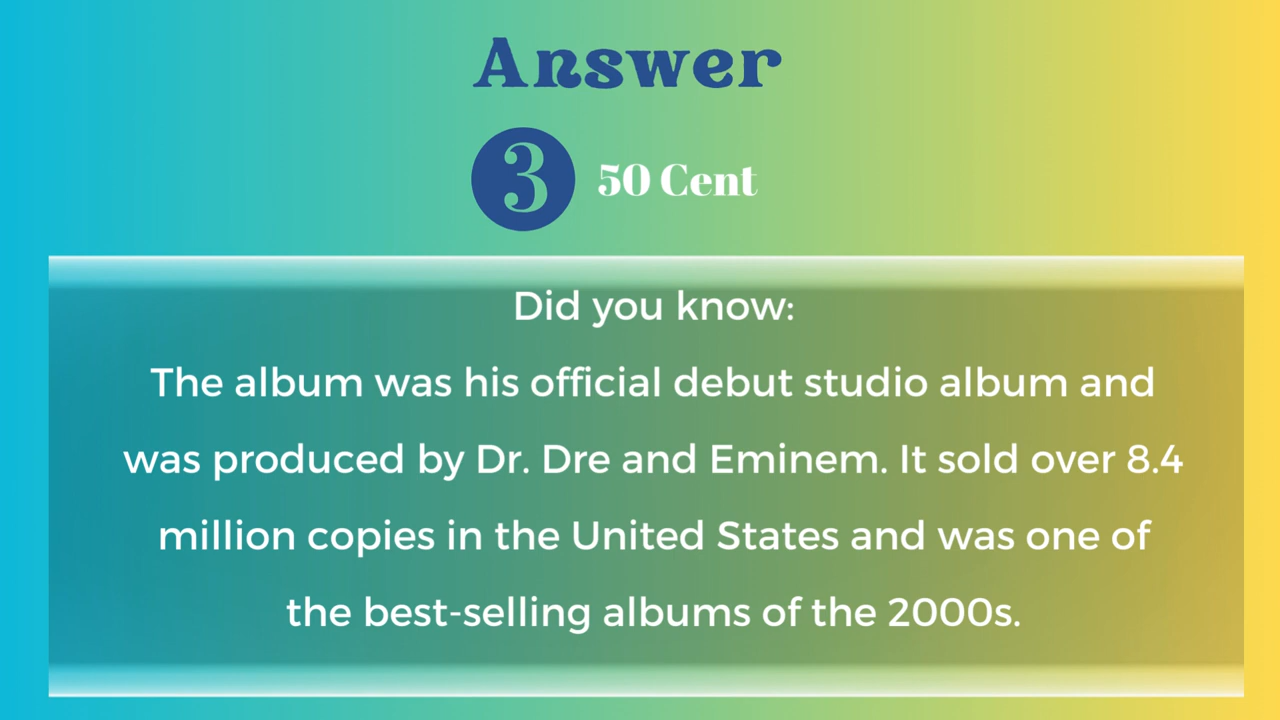 Answer
3 50 Cent
Did you know:
The album was his official debut studio album and
was produced by Dr. Dre and Eminem. It sold over 8.4
million copies in the United States and was one of
the best-selling albums of the 2000s.